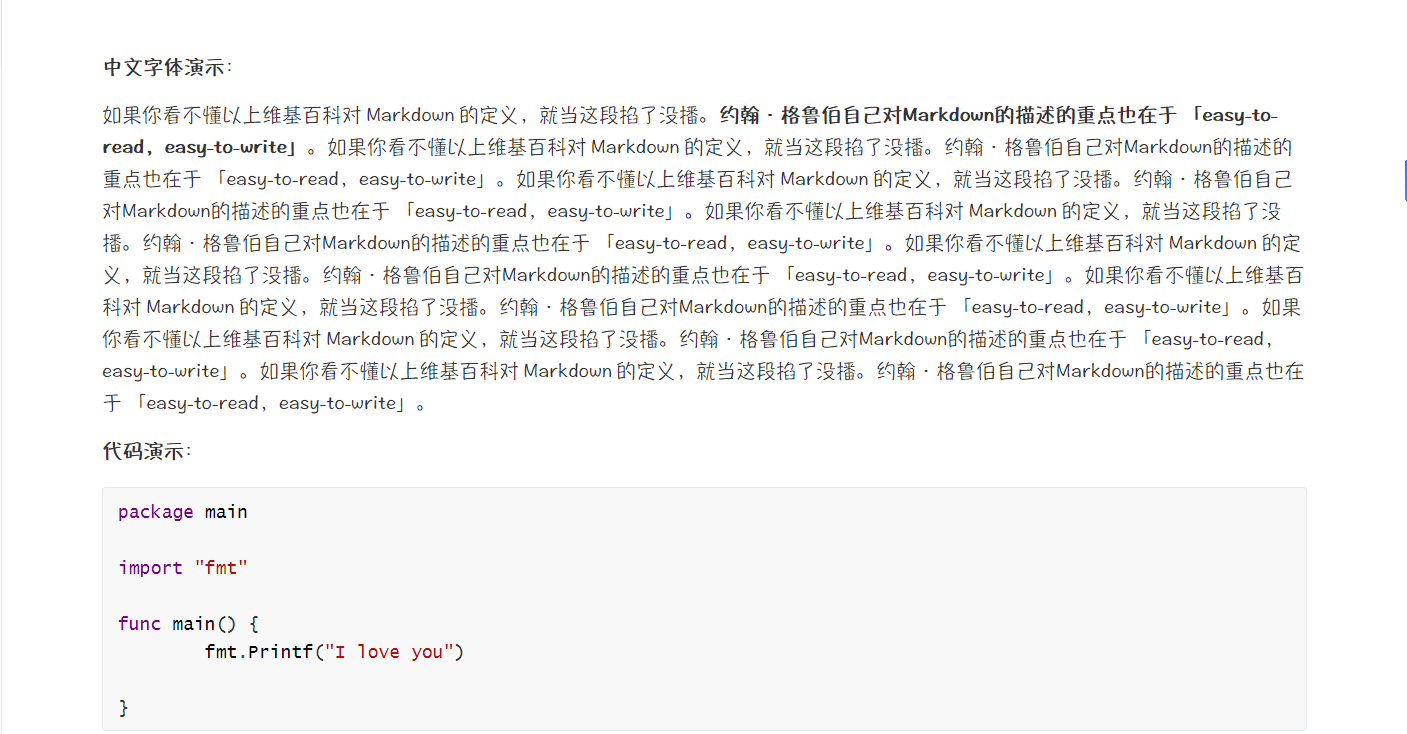 中文字体演示：
如果你看不懂以上维基百科对 Markdown 的定义，就当这段掐了没播。约翰·格鲁伯自己对Markdown的描述的重点也在于 「easy-to-
read，easy-to-write」。如果你看不懂以上维基百科对 Markdown 的定义，就当这段掐了没播。约翰·格鲁伯自己对Markdown的描述的
重点也在于 「easy-to-read，easy-to-write」。如果你看不懂以上维基百科对 Markdown 的定义，就当这段掐了没播。约翰·格鲁伯自己
对Markdown的描述的重点也在于 「easy-to-read，easy-to-write」。如果你看不懂以上维基百科对 Markdown 的定义，就当这段掐了没
播。约翰·格鲁伯自己对Markdown的描述的重点也在于 「easy-to-read，easy-to-write」。如果你看不懂以上维基百科对 Markdown 的定
义，就当这段掐了没播。约翰·格鲁伯自己对Markdown的描述的重点也在于 「easy-to-read，easy-to-write」。如果你看不懂以上维基百
科对 Markdown 的定义，就当这段掐了没播。约翰·格鲁伯自己对Markdown的描述的重点也在于 「easy-to-read，easy-to-write」。如果
你看不懂以上维基百科对 Markdown 的定义，就当这段掐了没播。约翰·格鲁伯自己对Markdown的描述的重点也在于 「easy-to-read，
easy-to-write」。如果你看不懂以上维基百科对 Markdown 的定义，就当这段掐了没播。约翰·格鲁伯自己对Markdown的描述的重点也在
于 「easy-to-read，easy-to-write」。
代码演示：
package main
import "fmt"
func main() {
        fmt.Printf("I love you")
}